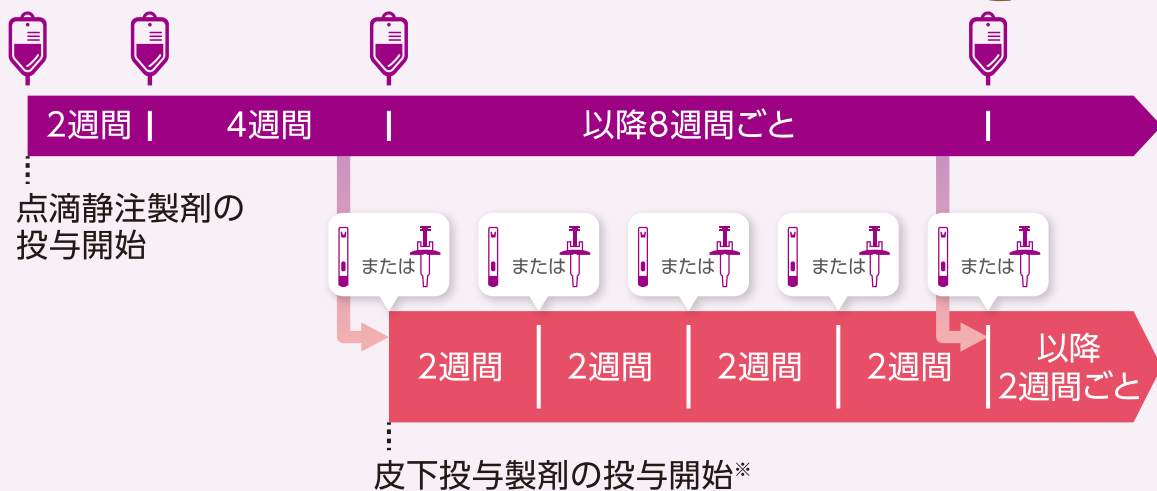 2週間
4週間
以降8週間ごと
点滴静注製剤の
投与開始
または
または
または
または
または
2週間
2週間
2週間
2週間
以降
2週間ごと
皮下投与製剤の投与開始※